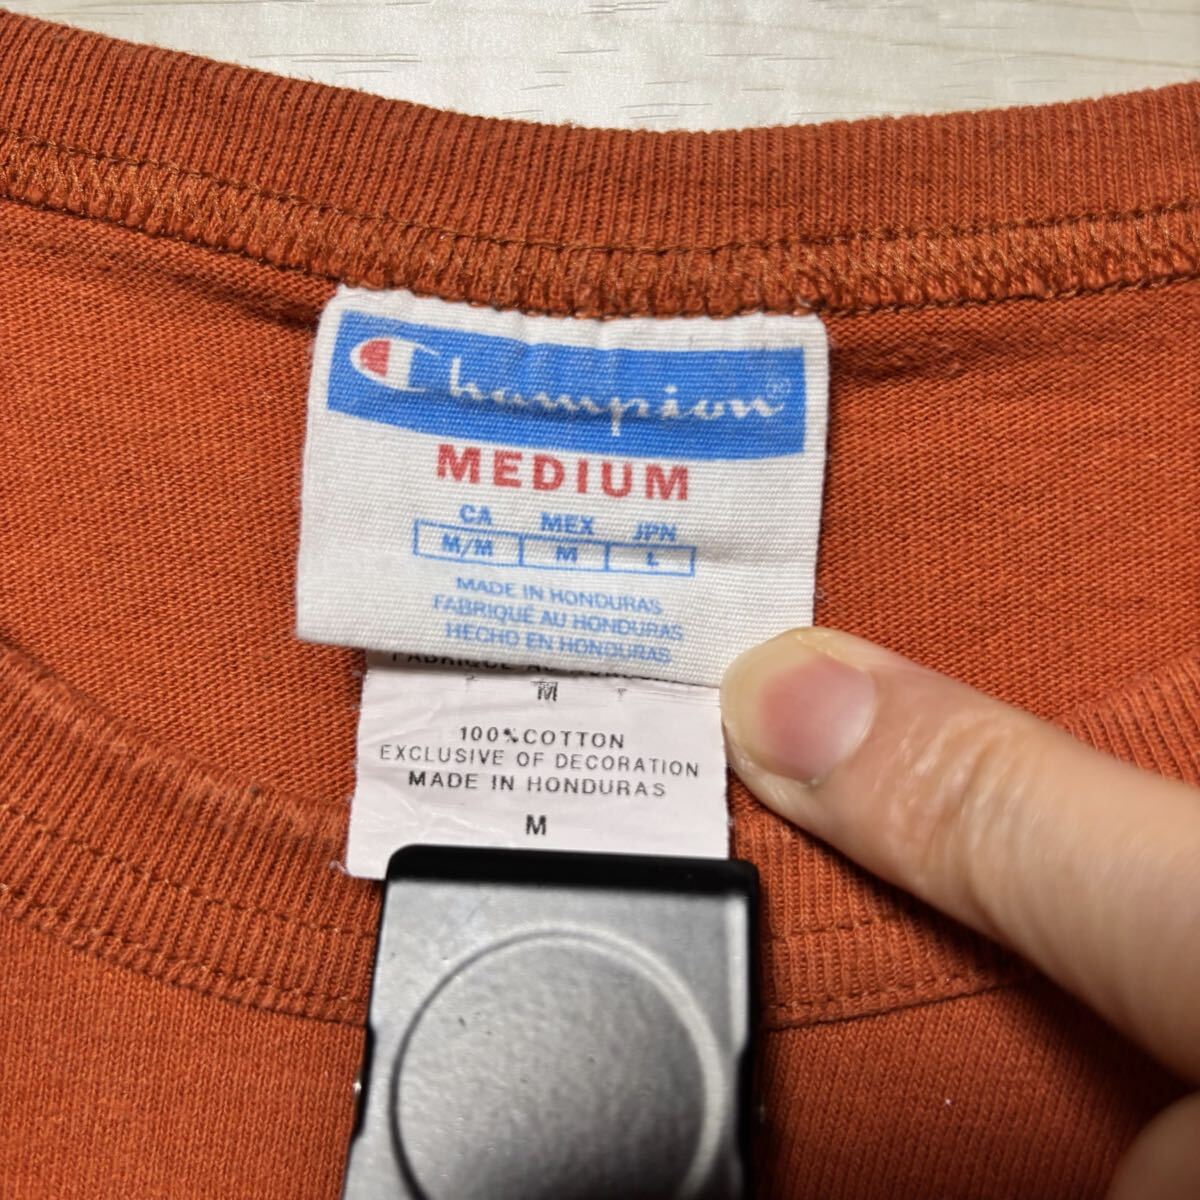 Champion®
MEDIUM
CA MEX JPN
M/M M L
MADE IN HONDURAS
FABRIQUÉ AU HONDURAS
HECHO EN HONDURAS
M
100% COTTON
EXCLUSIVE OF DECORATION
MADE IN HONDURAS
M